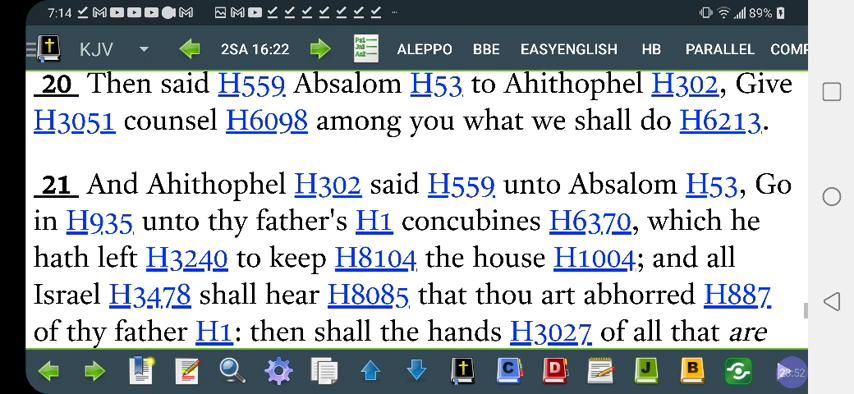 7:14 89%
KJV 2SA 16:22 ALEPPO BBE EASYENGLISH HB PARALLEL COMP
20 Then said H559 Absalom H53 to Ahithophel H302, Give
H3051 counsel H6098 among you what we shall do H6213.
21 And Ahithophel H302 said H559 unto Absalom H53, Go
in H935 unto thy father's H1 concubines H6370, which he
hath left H3240 to keep H8104 the house H1004; and all
Israel H3478 shall hear H8085 that thou art abhorred H887
of thy father H1: then shall the hands H3027 of all that are
C D J B